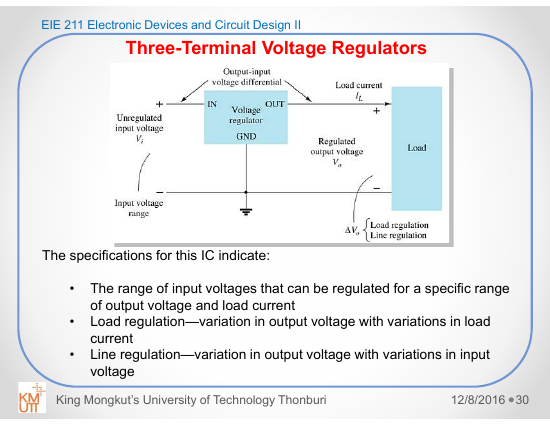 EIE 211 Electronic Devices and Circuit Design II
Three-Terminal Voltage Regulators
Output-input
voltage differential
Load current
I_L
+
IN
OUT
+
Voltage
regulator
Unregulated
input voltage
V_i
GND
Regulated
output voltage
V_o
Load
−
−
Input voltage
range
ΔV_o { Load regulation
Line regulation
The specifications for this IC indicate:
• The range of input voltages that can be regulated for a specific range
of output voltage and load current
• Load regulation—variation in output voltage with variations in load
current
• Line regulation—variation in output voltage with variations in input
voltage
KM
UTT
King Mongkut's University of Technology Thonburi
12/8/2016 •30